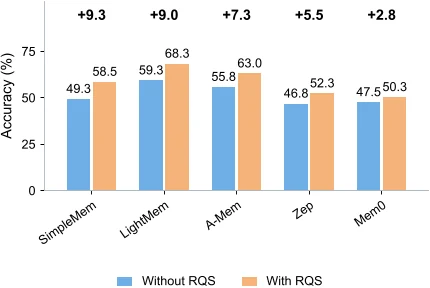 +9.3 +9.0 +7.3 +5.5 +2.8
Accuracy (%)
75
50
25
0
49.3 58.5 59.3 68.3 55.8 63.0 46.8 52.3 47.5 50.3
SimpleMem LightMem A-Mem Zep Mem0
Without RQS With RQS